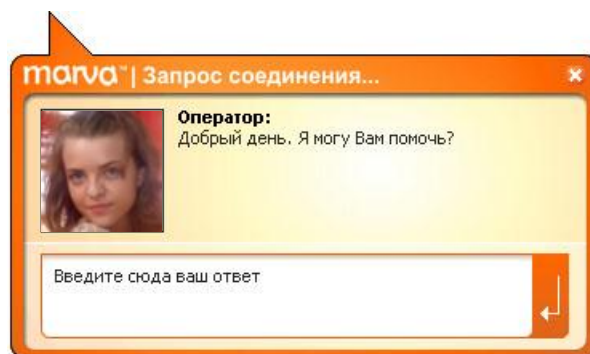 marva™ | Запрос соединения...
Оператор:
Добрый день. Я могу Вам помочь?
Введите сюда ваш ответ